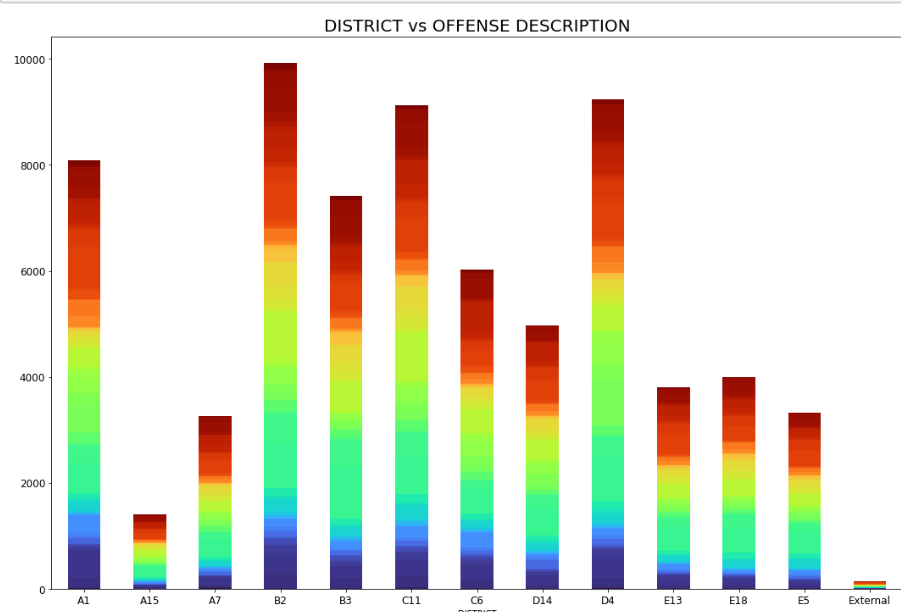 DISTRICT vs OFFENSE DESCRIPTION
10000
8000
6000
4000
2000
0
A1 A15 A7 B2 B3 C11 C6 D14 D4 E13 E18 E5 External
DISTRICT